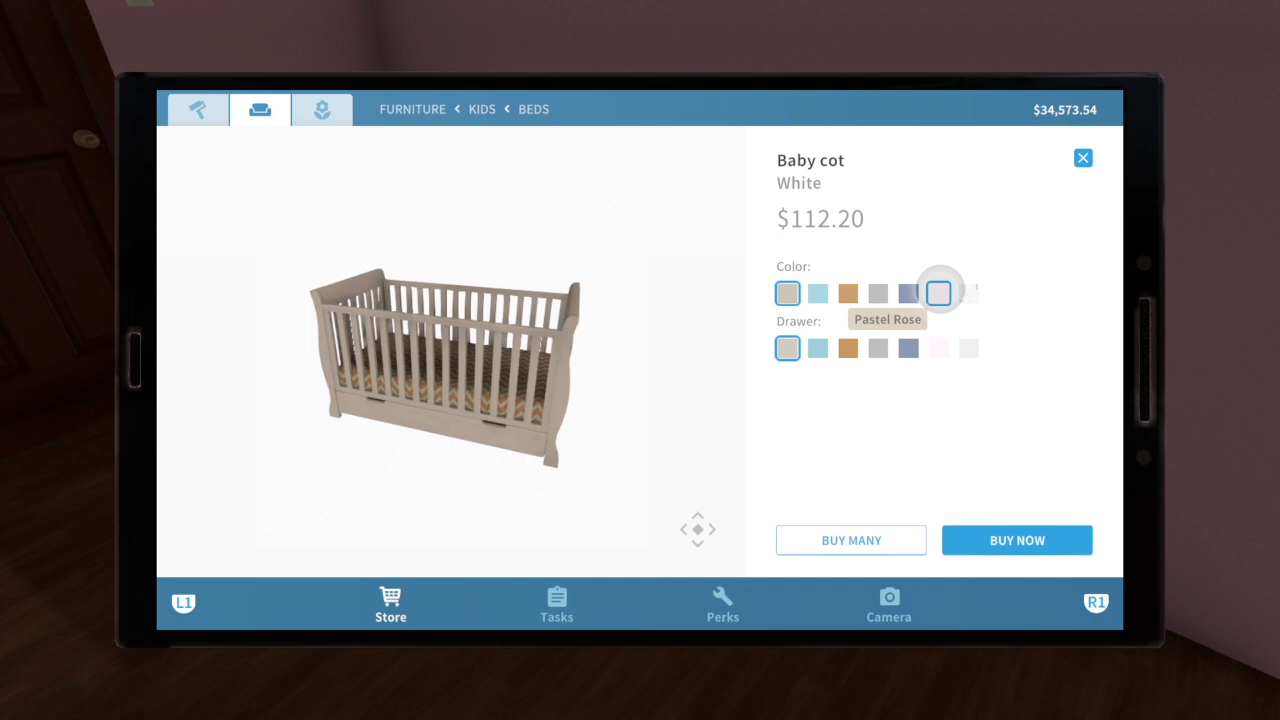 FURNITURE < KIDS < BEDS
$34,573.54
Baby cot
White
$112.20
Color:
Pastel Rose
Drawer:
BUY MANY
BUY NOW
L1
Store
Tasks
Perks
Camera
R1